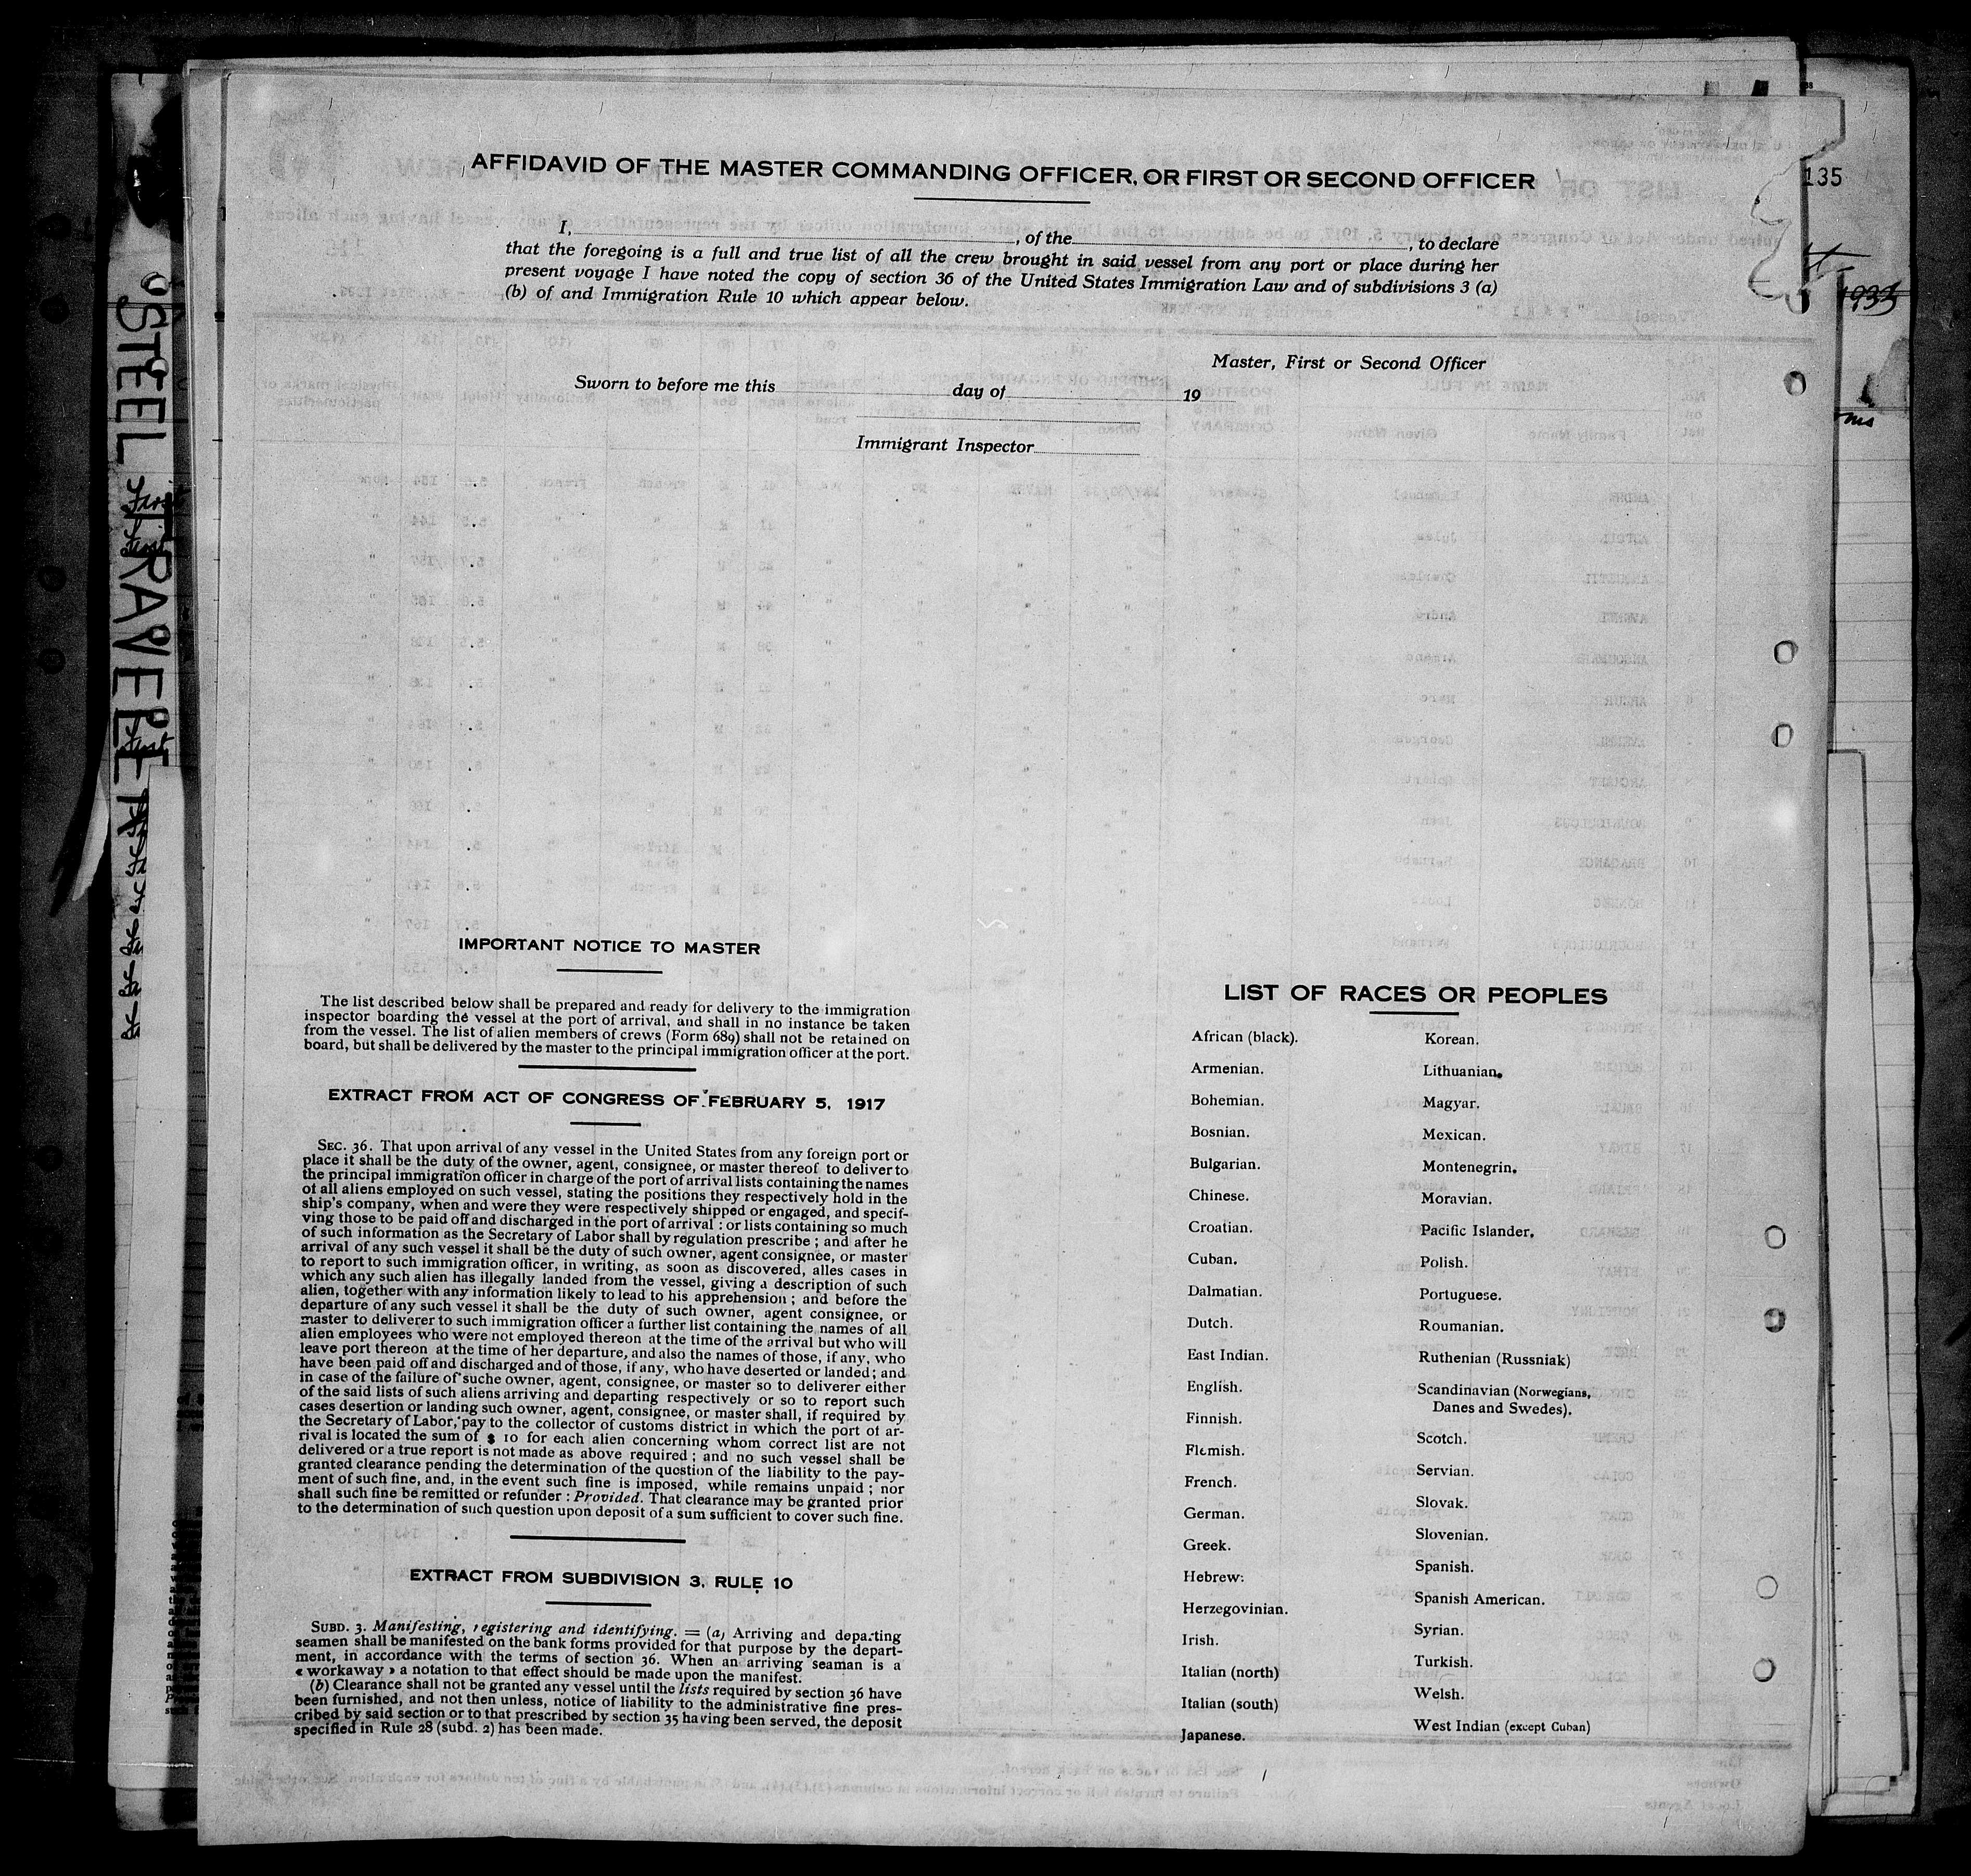 AFFIDAVID OF THE MASTER COMMANDING OFFICER, OR FIRST OR SECOND OFFICER
135
I, , of the , to declare
that the foregoing is a full and true list of all the crew brought in said vessel from any port or place during her
present voyage I have noted the copy of section 36 of the United States Immigration Law and of subdivisions 3 (a)
(b) of and Immigration Rule 10 which appear below.
Master, First or Second Officer
Sworn to before me this day of 19
Immigrant Inspector
STEEL TRAVELER
1933
IMPORTANT NOTICE TO MASTER
The list described below shall be prepared and ready for delivery to the immigration
inspector boarding the vessel at the port of arrival, and shall in no instance be taken
from the vessel. The list of alien members of crews (Form 689) shall not be retained on
board, but shall be delivered by the master to the principal immigration officer at the port.
EXTRACT FROM ACT OF CONGRESS OF FEBRUARY 5, 1917
SEC. 36. That upon arrival of any vessel in the United States from any foreign port or
place it shall be the duty of the owner, agent, consignee, or master thereof to deliver to
the principal immigration officer in charge of the port of arrival lists containing the names
of all aliens employed on such vessel, stating the positions they respectively hold in the
ship's company, when and were they were respectively shipped or engaged, and specif-
ving those to be paid off and discharged in the port of arrival : or lists containing so much
of such information as the Secretary of Labor shall by regulation prescribe ; and after he
arrival of any such vessel it shall be the duty of such owner, agent consignee, or master
to report to such immigration officer, in writing, as soon as discovered, alles cases in
which any such alien has illegally landed from the vessel, giving a description of such
alien, together with any information likely to lead to his apprehension ; and before the
departure of any such vessel it shall be the duty of such owner, agent consignee, or
master to deliverer to such immigration officer a further list containing the names of all
alien employees who were not employed thereon at the time of the arrival but who will
leave port thereon at the time of her departure, and also the names of those, if any, who
have been paid off and discharged and of those, if any, who have deserted or landed ; and
in case of the failure of suche owner, agent, consignee, or master so to deliverer either
of the said lists of such aliens arriving and departing respectively or so to report such
cases desertion or landing such owner, agent, consignee, or master shall, if required by
the Secretary of Labor, pay to the collector of customs district in which the port of ar-
rival is located the sum of $ 10 for each alien concerning whom correct list are not
delivered or a true report is not made as above required ; and no such vessel shall be
granted clearance pending the determination of the question of the liability to the pay-
ment of such fine, and, in the event such fine is imposed, while remains unpaid ; nor
shall such fine be remitted or refunder : Provided. That clearance may be granted prior
to the determination of such question upon deposit of a sum sufficient to cover such fine.
EXTRACT FROM SUBDIVISION 3, RULE 10
SUBD. 3. Manifesting, registering and identifying. = (a) Arriving and departing
seamen shall be manifested on the bank forms provided for that purpose by the depart-
ment, in accordance with the terms of section 36. When an arriving seaman is a
« workaway » a notation to that effect should be made upon the manifest.
(b) Clearance shall not be granted any vessel until the lists required by section 36 have
been furnished, and not then unless, notice of liability to the administrative fine pres-
cribed by said section or to that prescribed by section 35 having been served, the deposit
specified in Rule 28 (subd. 2) has been made.
LIST OF RACES OR PEOPLES
African (black).
Armenian.
Bohemian.
Bosnian.
Bulgarian.
Chinese.
Croatian.
Cuban.
Dalmatian.
Dutch.
East Indian.
English.
Finnish.
Flemish.
French.
German.
Greek.
Hebrew.
Herzegovinian.
Irish.
Italian (north)
Italian (south)
Japanese.
Korean.
Lithuanian.
Magyar.
Mexican.
Montenegrin.
Moravian.
Pacific Islander.
Polish.
Portuguese.
Roumanian.
Ruthenian (Russniak)
Scandinavian (Norwegians,
Danes and Swedes).
Scotch.
Servian.
Slovak.
Slovenian.
Spanish.
Spanish American.
Syrian.
Turkish.
Welsh.
West Indian (except Cuban)